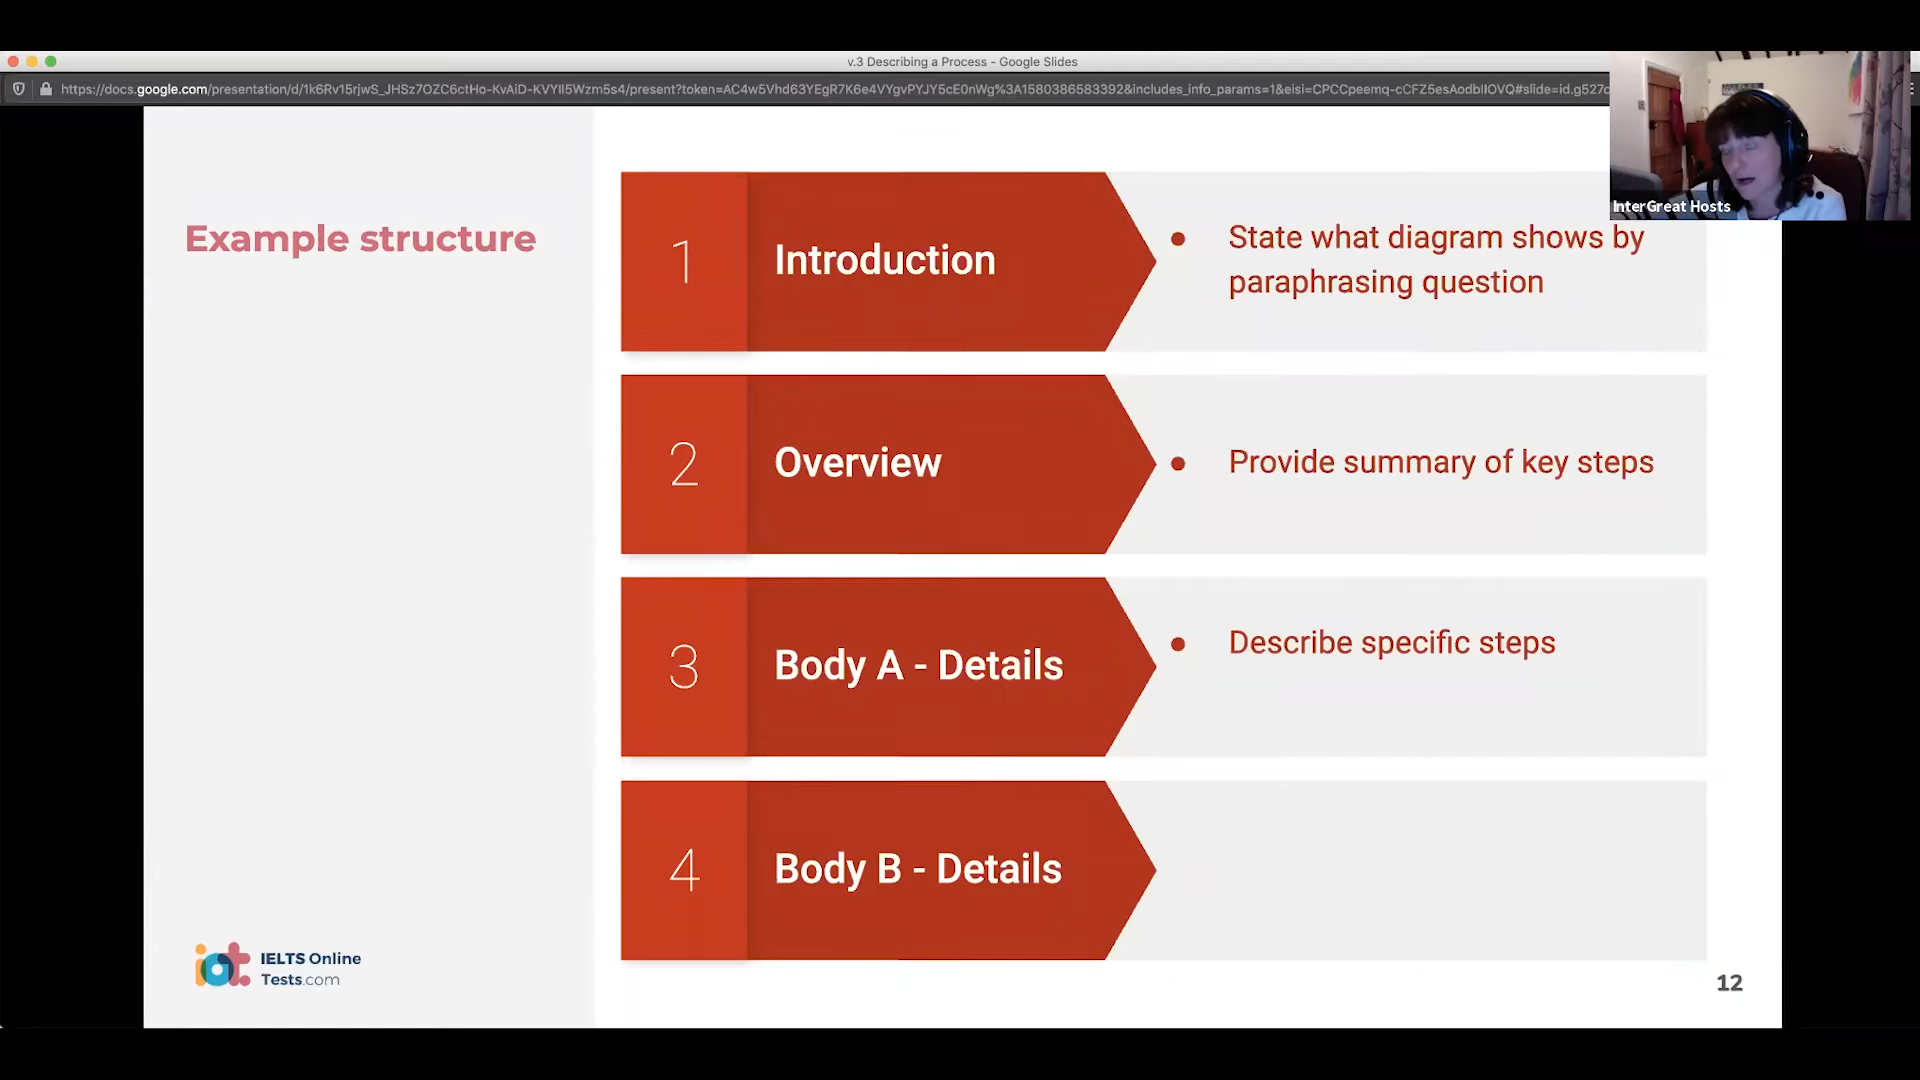 v.3 Describing a Process - Google Slides
InterGreat Hosts
Example structure
1
Introduction
State what diagram shows by
paraphrasing question
2
Overview
Provide summary of key steps
3
Body A - Details
Describe specific steps
4
Body B - Details
iot
IELTS Online
Tests.com
12